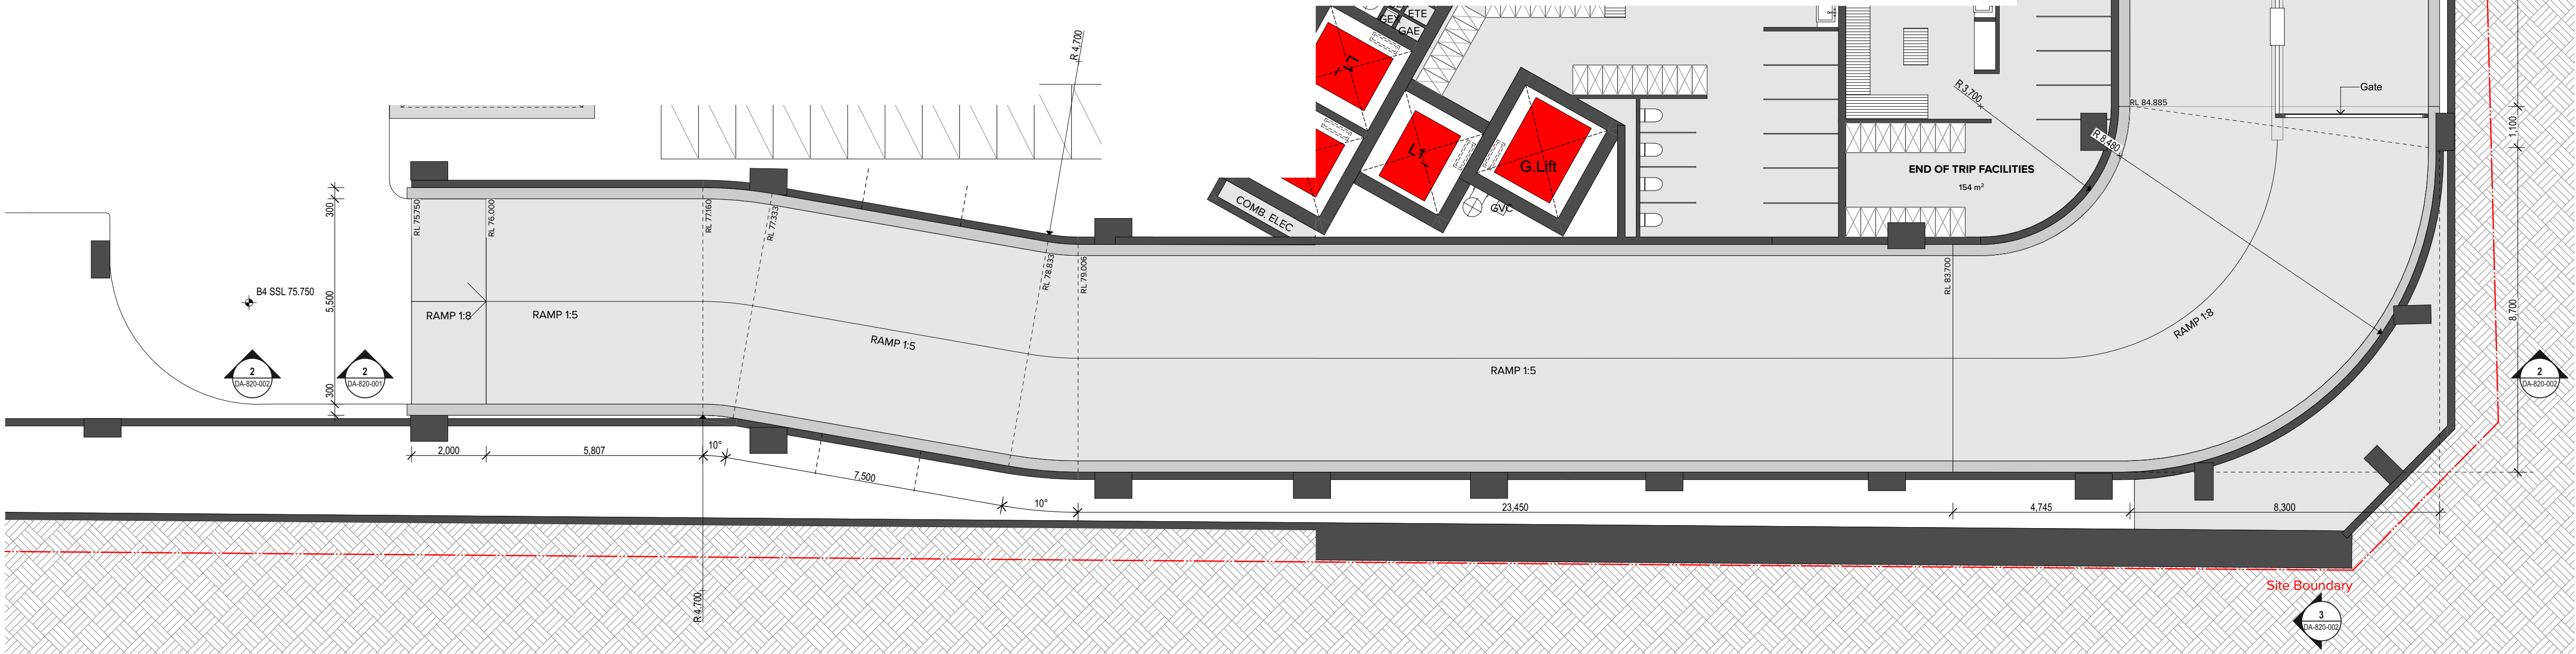 ETE
GEX
GAE
R 4,700
L1
L1
G.Lift
GVC
COMB. ELEC
R 3,700
RL 84.885
R 8,480
Gate
1,100
END OF TRIP FACILITIES
154 m²
300
RL 75.750
RL 76.000
RL 77.160
RL 77.333
RL 78.833
RL 79.006
RL 83.700
B4 SSL 75.750
5,500
RAMP 1:8
RAMP 1:5
RAMP 1:5
RAMP 1:5
RAMP 1:8
8,700
2
DA-820-002
2
DA-820-001
2
DA-820-002
300
2,000
5,807
10°
7,500
10°
23,450
4,745
8,300
R 4,700
Site Boundary
3
DA-820-002